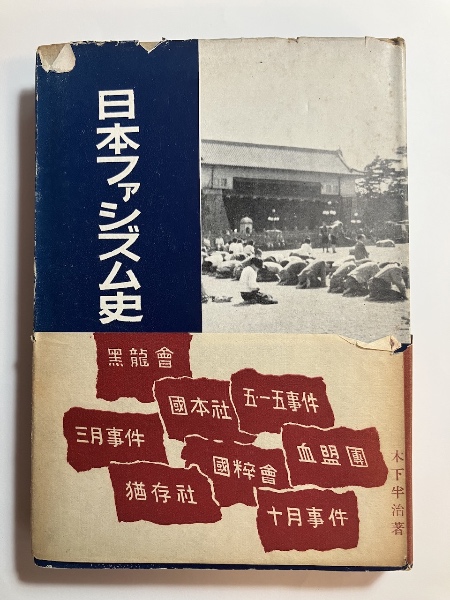 日本ファシズム史
黑龍會
國本社
五一五事件
三月事件
國粹會
血盟團
猶存社
十月事件
木下半治著